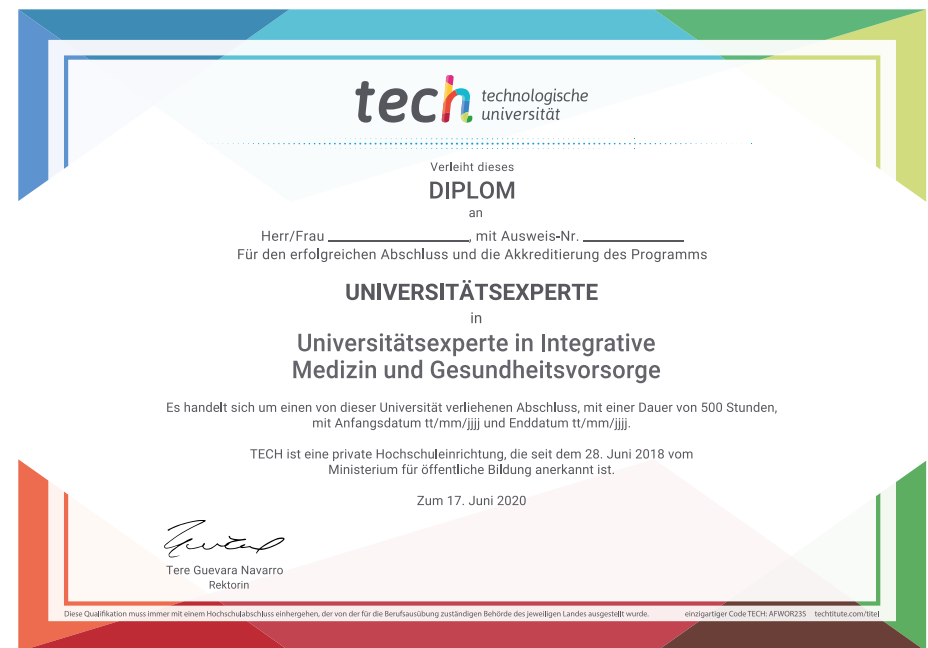 tech technologische
universität
Verleiht dieses
DIPLOM
an
Herr/Frau ____________________, mit Ausweis-Nr. ______________
Für den erfolgreichen Abschluss und die Akkreditierung des Programms
UNIVERSITÄTSEXPERTE
in
Universitätsexperte in Integrative
Medizin und Gesundheitsvorsorge
Es handelt sich um einen von dieser Universität verliehenen Abschluss, mit einer Dauer von 500 Stunden,
mit Anfangsdatum tt/mm/jjjj und Enddatum tt/mm/jjjj.
TECH ist eine private Hochschuleinrichtung, die seit dem 28. Juni 2018 vom
Ministerium für öffentliche Bildung anerkannt ist.
Zum 17. Juni 2020
Tere Guevara Navarro
Rektorin
Diese Qualifikation muss immer mit einem Hochschulabschluss einhergehen, der von der für die Berufsausübung zuständigen Behörde des jeweiligen Landes ausgestellt wurde. einzigartiger Code TECH: AFWOR23S techtitute.com/titel